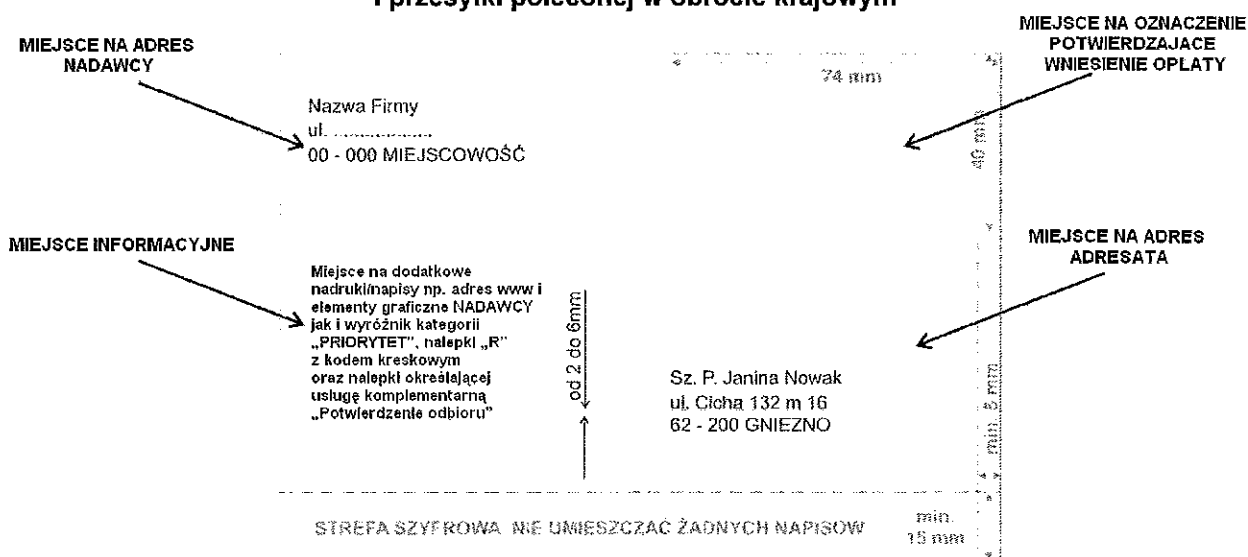 i przesyłki poleconej w obrocie krajowym
MIEJSCE NA ADRES
NADAWCY
MIEJSCE NA OZNACZENIE
POTWIERDZAJACE
WNIESIENIE OPŁATY
74 mm
40 mm
Nazwa Firmy
ul. ....................
00 - 000 MIEJSCOWOŚĆ
MIEJSCE INFORMACYJNE
MIEJSCE NA ADRES
ADRESATA
Miejsce na dodatkowe
nadruki/napisy np. adres www i
elementy graficzne NADAWCY
jak i wyróżnik kategorii
„PRIORYTET”, nalepki „R”
z kodem kreskowym
oraz nalepki określającej
usługę komplementarną
„Potwierdzenie odbioru”
od 2 do 6mm
Sz. P. Janina Nowak
ul. Cicha 132 m 16
62 - 200 GNIEZNO
min. 5 mm
STREFA SZYFROWA NIE UMIESZCZAĆ ŻADNYCH NAPISÓW
min.
15 mm